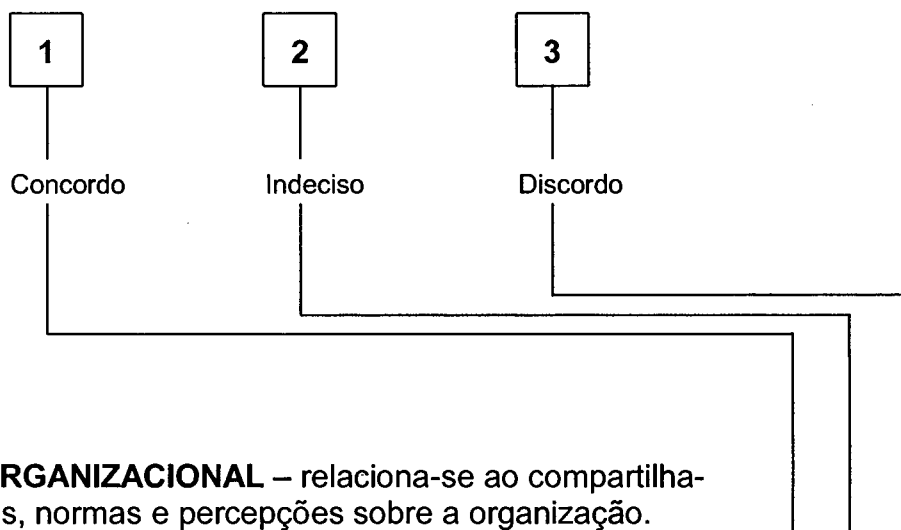 1 2 3
Concordo Indeciso Discordo
RGANIZACIONAL – relaciona-se ao compartilha-
s, normas e percepções sobre a organização.